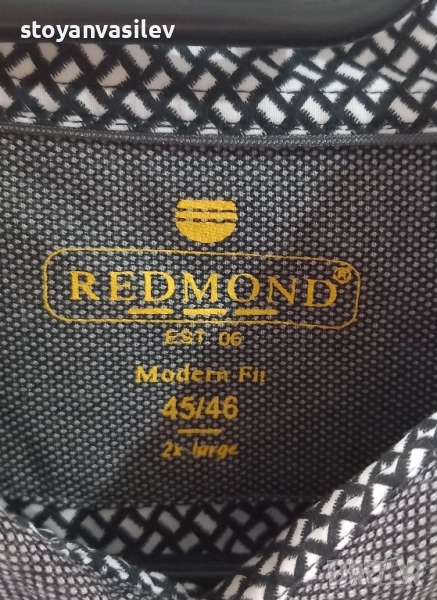 stoyanvasilev
REDMOND®
EST 06
Modern Fit
45/46
2x large